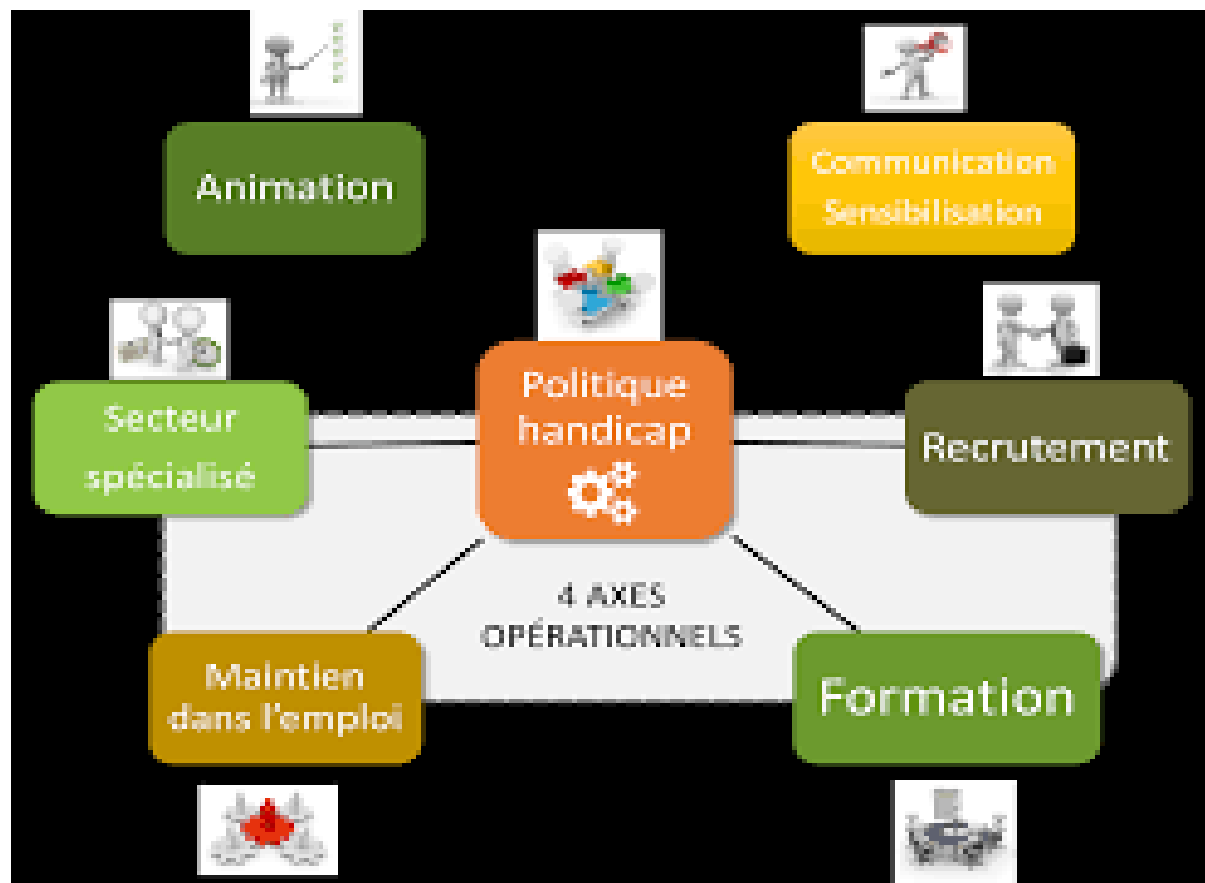 Animation
Communication
Sensibilisation
Secteur
spécialisé
Politique
handicap
Recrutement
4 AXES
OPÉRATIONNELS
Maintien
dans l'emploi
Formation